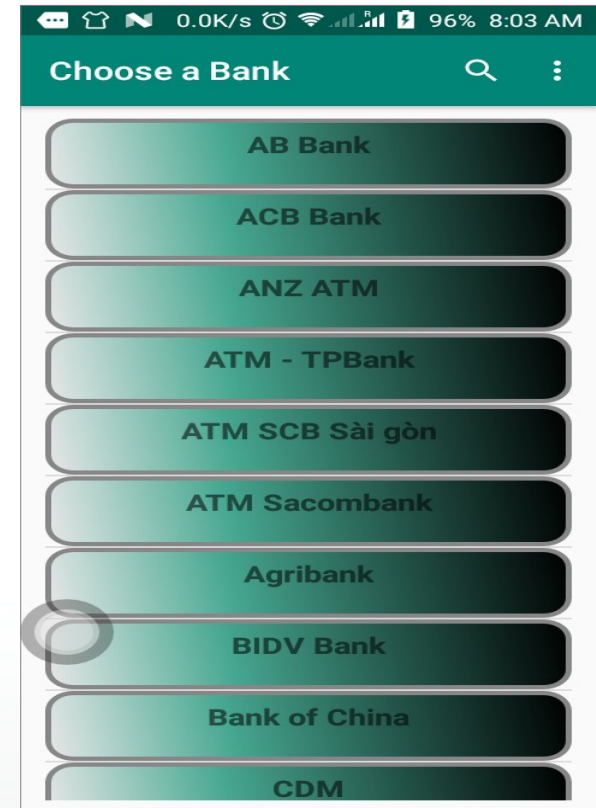 0.0K/s R 96% 8:03 AM
Choose a Bank
AB Bank
ACB Bank
ANZ ATM
ATM - TPBank
ATM SCB Sài gòn
ATM Sacombank
Agribank
BIDV Bank
Bank of China
CDM